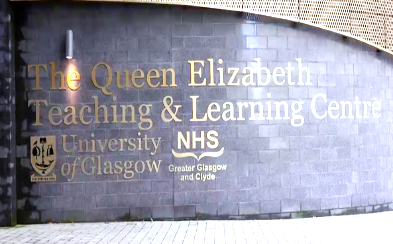 The Queen Elizabeth
Teaching & Learning Centre
University
of Glasgow
NHS
Greater Glasgow
and Clyde